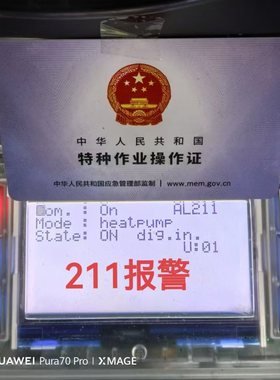 中华人民共和国
特种作业操作证
中华人民共和国应急管理部监制 | www.mem.gov.cn
Com. : On AL211
Mode : heatpump
State: ON dig.in.
U:01
211报警
HUAWEI Pura70 Pro | XMAGE